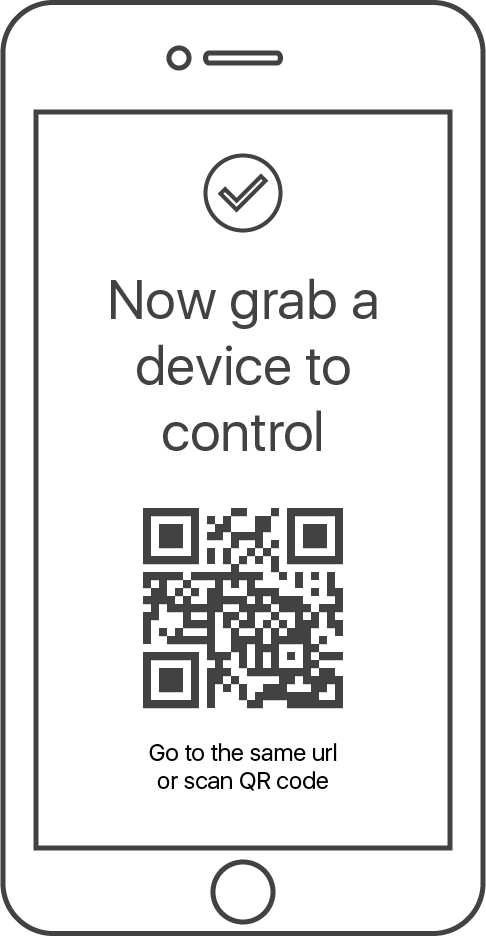 Now grab a
device to
control
Go to the same url
or scan QR code